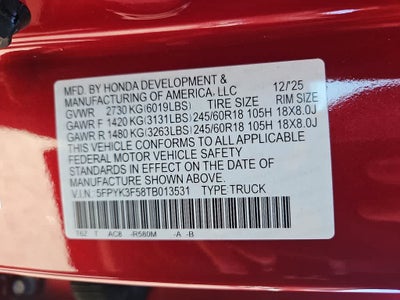 MFD. BY HONDA DEVELOPMENT &
MANUFACTURING OF AMERICA, LLC 12/'25
GVWR 2730 KG(6019LBS) TIRE SIZE RIM SIZE
GAWR F 1420 KG(3131LBS) 245/60R18 105H 18X8.0J
GAWR R 1480 KG(3263LBS) 245/60R18 105H 18X8.0J
THIS VEHICLE CONFORMS TO ALL APPLICABLE
FEDERAL MOTOR VEHICLE SAFETY
STANDARDS IN EFFECT ON THE DATE OF
MANUFACTURE SHOWN ABOVE.
V.I.N: 5FPYK3F58TB013531 TYPE TRUCK
T6Z T AC8 -R580M -A -B